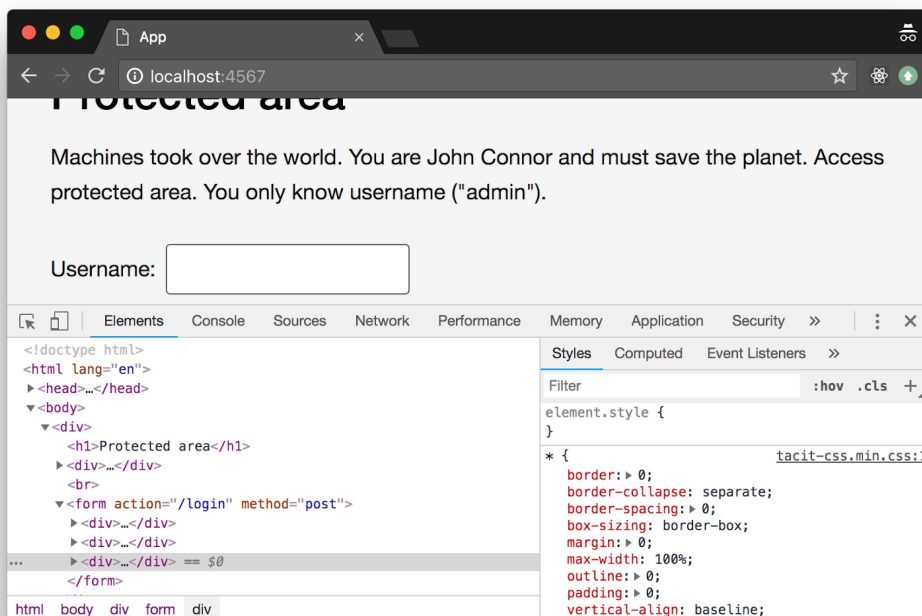 App
localhost:4567
Protected area
Machines took over the world. You are John Connor and must save the planet. Access
protected area. You only know username ("admin").
Username:
Elements Console Sources Network Performance Memory Application Security »
<!doctype html>
<html lang="en">
<head>…</head>
<body>
<div>
<h1>Protected area</h1>
<div>…</div>
<br>
<form action="/login" method="post">
<div>…</div>
<div>…</div>
… <div>…</div> == $0
</form>
html body div form div
Styles Computed Event Listeners »
Filter :hov .cls +
element.style {
}
* { tacit-css.min.css:1
border: 0;
border-collapse: separate;
border-spacing: 0;
box-sizing: border-box;
margin: 0;
max-width: 100%;
outline: 0;
padding: 0;
vertical-align: baseline;